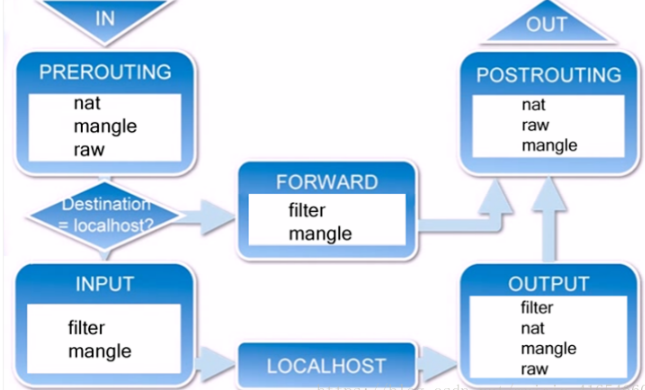 IN
OUT
PREROUTING
nat
mangle
raw
POSTROUTING
nat
raw
mangle
Destination
= localhost?
FORWARD
filter
mangle
INPUT
filter
mangle
OUTPUT
filter
nat
mangle
raw
LOCALHOST